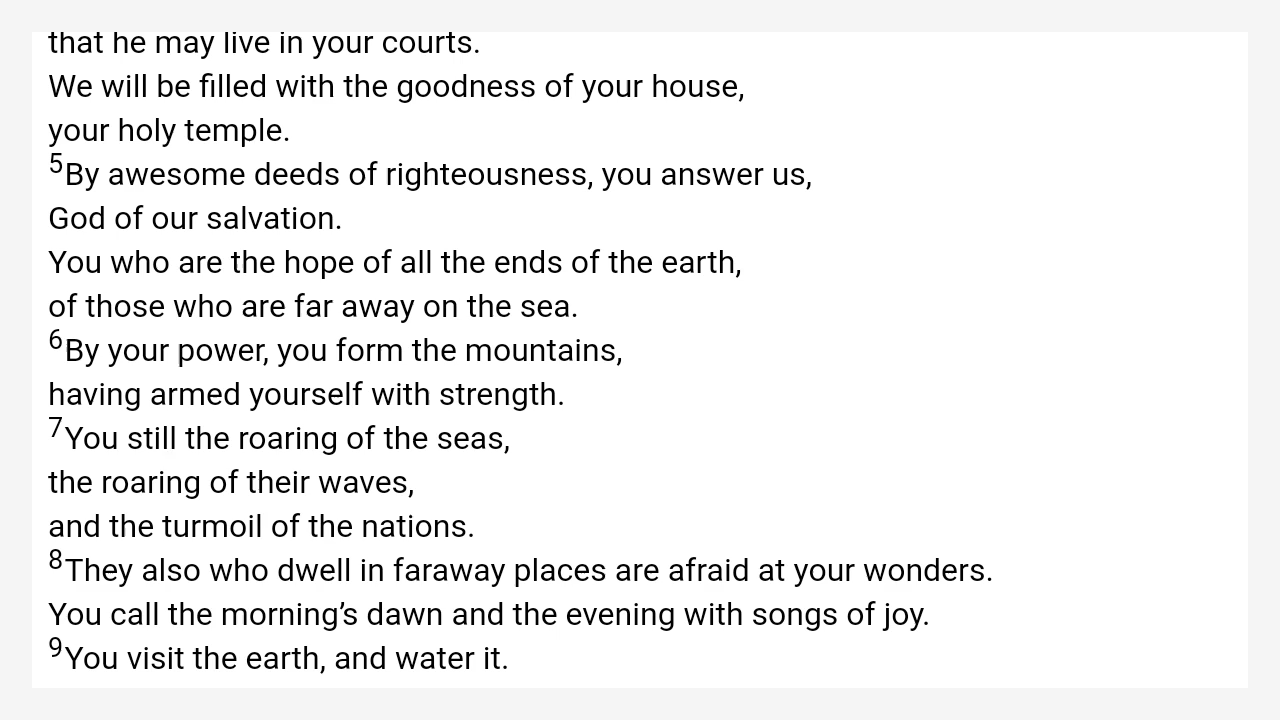 that he may live in your courts.
We will be filled with the goodness of your house,
your holy temple.
5By awesome deeds of righteousness, you answer us,
God of our salvation.
You who are the hope of all the ends of the earth,
of those who are far away on the sea.
6By your power, you form the mountains,
having armed yourself with strength.
7You still the roaring of the seas,
the roaring of their waves,
and the turmoil of the nations.
8They also who dwell in faraway places are afraid at your wonders.
You call the morning’s dawn and the evening with songs of joy.
9You visit the earth, and water it.